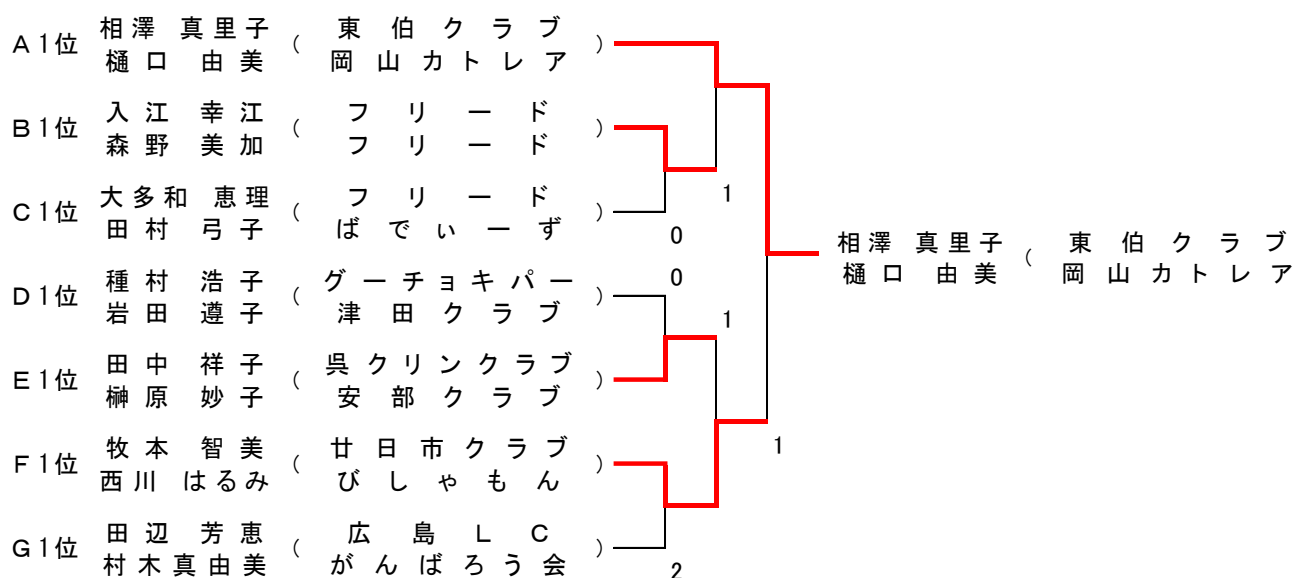 相澤 真里子 東伯クラブ
A1位 ( )
樋口 由美 岡山カトレア
入江 幸江 フリード
B1位 ( )
森野 美加 フリード
大多和 恵理 フリード
C1位 ( ) 1
田村 弓子 ばでぃーず
0
相澤 真里子 東伯クラブ
(
樋口 由美 岡山カトレア
0
種村 浩子 グーチョキパー
D1位 ( )
岩田 遵子 津田クラブ
1
田中 祥子 呉クリンクラブ
E1位 ( )
榊原 妙子 安部クラブ
1
牧本 智美 廿日市クラブ
F1位 ( )
西川 はるみ びしゃもん
田辺 芳恵 広島LC
G1位 ( )
村木真由美 がんばろう会
2